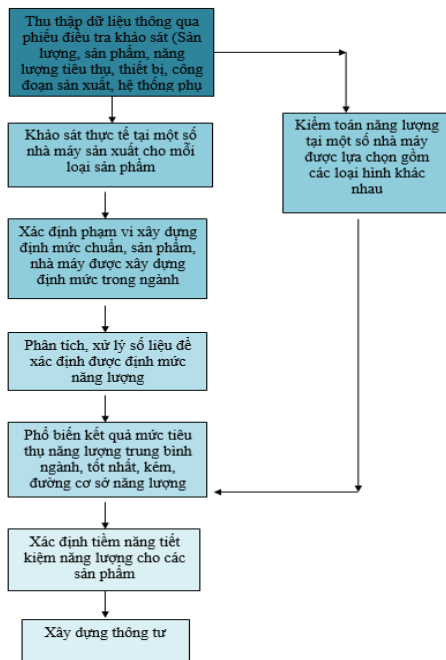 Thu thập dữ liệu thông qua
phiếu điều tra khảo sát (Sản
lượng, sản phẩm, năng
lượng tiêu thụ, thiết bị, công
đoạn sản xuất, hệ thống phụ
Khảo sát thực tế tại một số
nhà máy sản xuất cho mỗi
loại sản phẩm
Kiểm toán năng lượng
tại một số nhà máy
được lựa chọn gồm
các loại hình khác
nhau
Xác định phạm vi xây dựng
định mức chuẩn, sản phẩm,
nhà máy được xây dựng
định mức trong ngành
Phân tích, xử lý số liệu để
xác định được định mức
năng lượng
Phổ biến kết quả mức tiêu
thụ năng lượng trung bình
ngành, tốt nhất, kém,
đường cơ sở năng lượng
Xác định tiềm năng tiết
kiệm năng lượng cho các
sản phẩm
Xây dựng thông tư